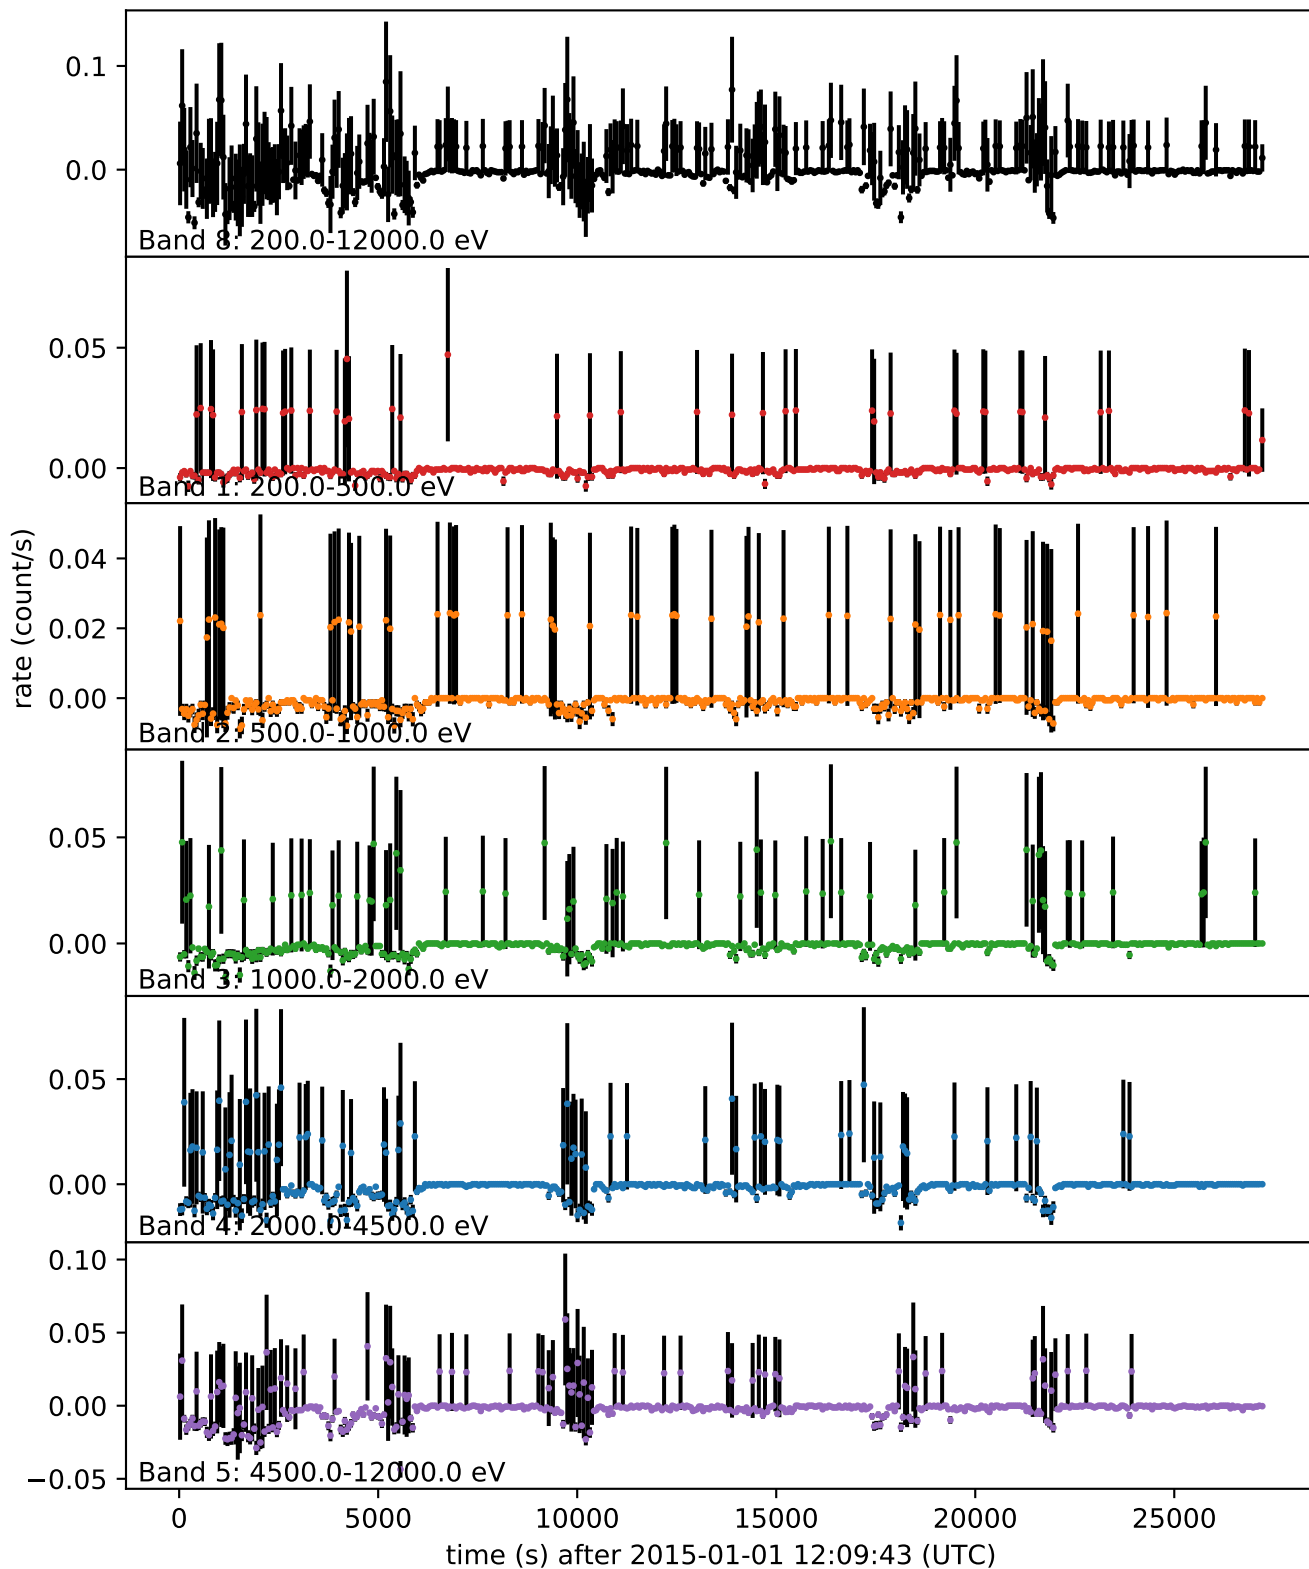 0.1
0.0
Band 8: 200.0-12000.0 eV
0.05
0.00
Band 1: 200.0-500.0 eV
rate (count/s)
0.04
0.02
0.00
Band 2: 500.0-1000.0 eV
0.05
0.00
Band 3: 1000.0-2000.0 eV
0.05
0.00
Band 4: 2000.0-4500.0 eV
0.10
0.05
0.00
−0.05
Band 5: 4500.0-12000.0 eV
0 5000 10000 15000 20000 25000
time (s) after 2015-01-01 12:09:43 (UTC)